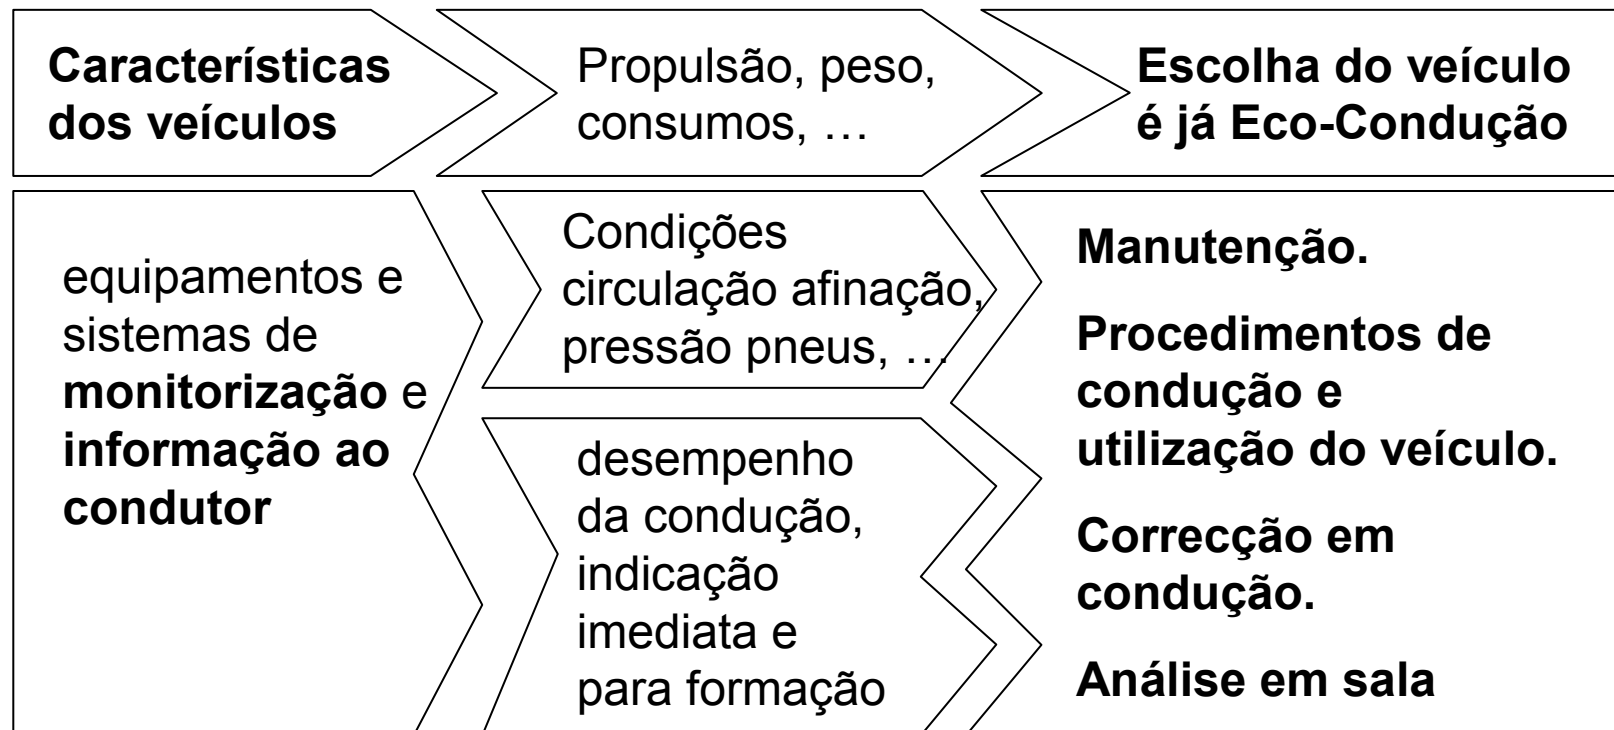 Características
dos veículos
Propulsão, peso,
consumos, …
Escolha do veículo
é já Eco-Condução
equipamentos e
sistemas de
monitorização e
informação ao
condutor
Condições
circulação afinação,
pressão pneus, …
desempenho
da condução,
indicação
imediata e
para formação
Manutenção.
Procedimentos de
condução e
utilização do veículo.
Correcção em
condução.
Análise em sala